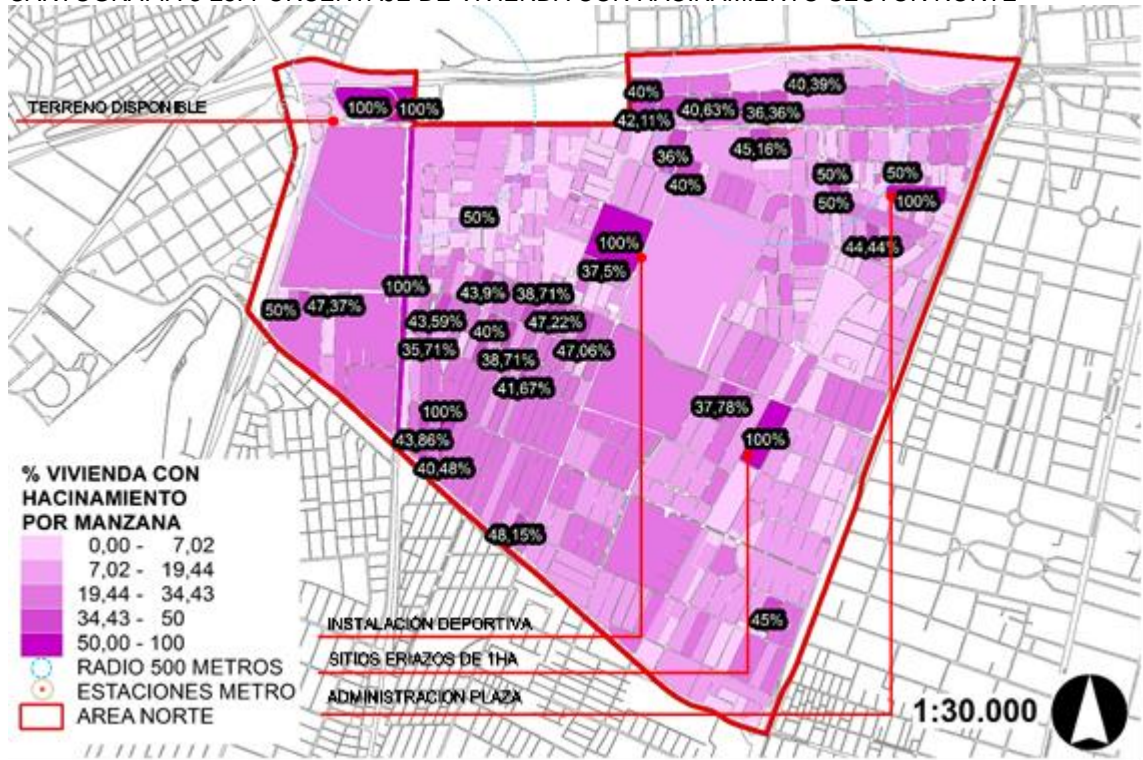 TERRENO DISPONIBLE
100%
100%
40%
42,11%
40,63%
36,36%
40,39%
45,16%
36%
40%
50%
50%
50%
100%
44,44%
50%
100%
37,5%
100%
50%
47,37%
43,9%
38,71%
43,59%
40%
47,22%
35,71%
38,71%
47,06%
41,67%
100%
43,86%
40,48%
48,15%
37,78%
100%
45%
% VIVIENDA CON
HACINAMIENTO
POR MANZANA
0,00 - 7,02
7,02 - 19,44
19,44 - 34,43
34,43 - 50
50,00 - 100
RADIO 500 METROS
ESTACIONES METRO
AREA NORTE
INSTALACIÓN DEPORTIVA
SITIOS ERIAZOS DE 1HA
ADMINISTRACION PLAZA
1:30.000